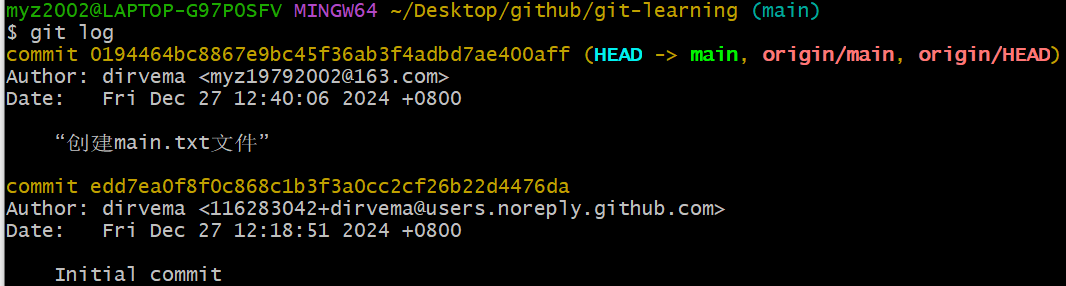 myz2002@LAPTOP-G97P0SFV MINGW64 ~/Desktop/github/git-learning (main)
$ git log
commit 0194464bc8867e9bc45f36ab3f4adbd7ae400aff (HEAD -> main, origin/main, origin/HEAD)
Author: dirvema <myz19792002@163.com>
Date:   Fri Dec 27 12:40:06 2024 +0800
“创建main.txt文件”
commit edd7ea0f8f0c868c1b3f3a0cc2cf26b22d4476da
Author: dirvema <116283042+dirvema@users.noreply.github.com>
Date:   Fri Dec 27 12:18:51 2024 +0800
Initial commit